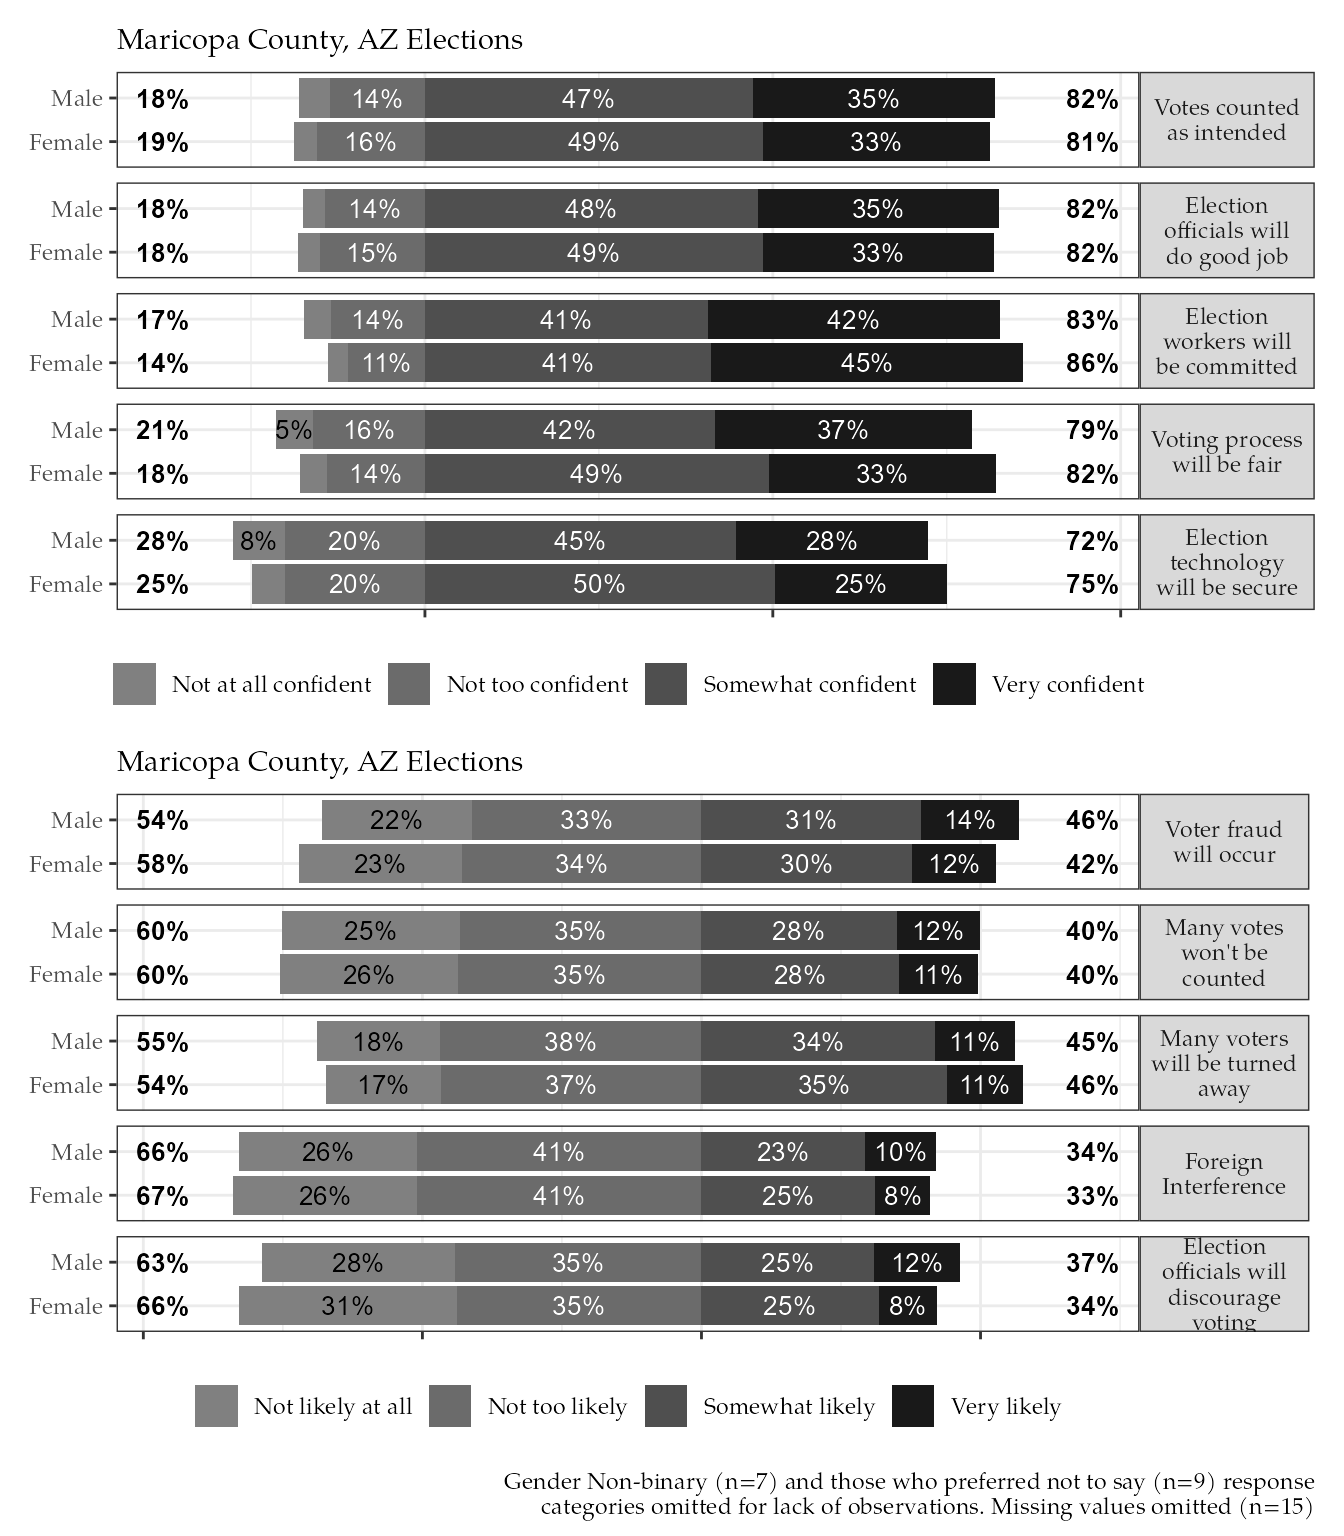 Maricopa County, AZ Elections
Male 18% 14% 47% 35% 82%
Female 19% 16% 49% 33% 81%
Votes counted
as intended
Male 18% 14% 48% 35% 82%
Female 18% 15% 49% 33% 82%
Election
officials will
do good job
Male 17% 14% 41% 42% 83%
Female 14% 11% 41% 45% 86%
Election
workers will
be committed
Male 21% 5% 16% 42% 37% 79%
Female 18% 14% 49% 33% 82%
Voting process
will be fair
Male 28% 8% 20% 45% 28% 72%
Female 25% 20% 50% 25% 75%
Election
technology
will be secure
Not at all confident Not too confident Somewhat confident Very confident
Maricopa County, AZ Elections
Male 54% 22% 33% 31% 14% 46%
Female 58% 23% 34% 30% 12% 42%
Voter fraud
will occur
Male 60% 25% 35% 28% 12% 40%
Female 60% 26% 35% 28% 11% 40%
Many votes
won't be
counted
Male 55% 18% 38% 34% 11% 45%
Female 54% 17% 37% 35% 11% 46%
Many voters
will be turned
away
Male 66% 26% 41% 23% 10% 34%
Female 67% 26% 41% 25% 8% 33%
Foreign
Interference
Male 63% 28% 35% 25% 12% 37%
Female 66% 31% 35% 25% 8% 34%
Election
officials will
discourage
voting
Not likely at all Not too likely Somewhat likely Very likely
Gender Non-binary (n=7) and those who preferred not to say (n=9) response
categories omitted for lack of observations. Missing values omitted (n=15)